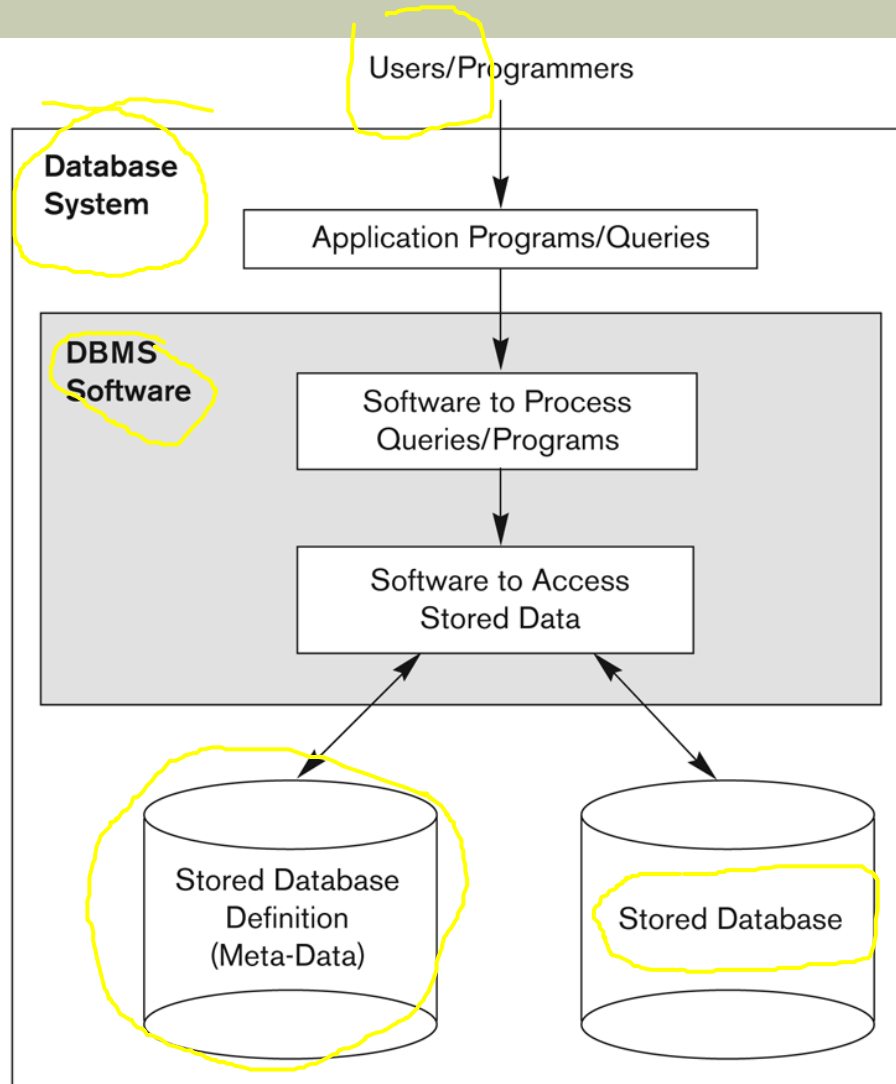 Users/Programmers
Database
System
Application Programs/Queries
DBMS
Software
Software to Process
Queries/Programs
Software to Access
Stored Data
Stored Database
Definition
(Meta-Data)
Stored Database